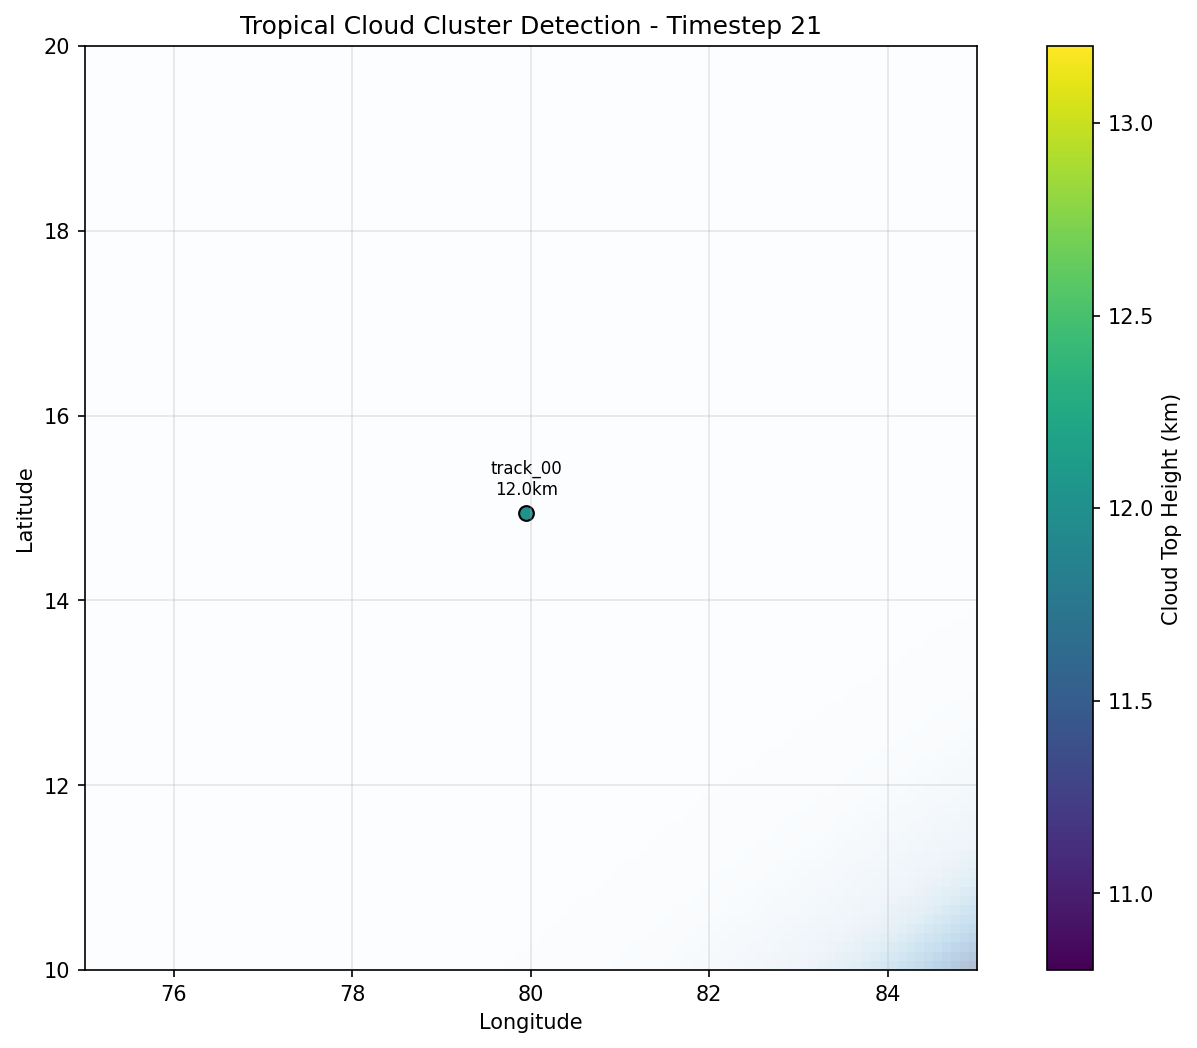 Tropical Cloud Cluster Detection - Timestep 21
20
18
16
14
12
10
Latitude
track_00
12.0km
76 78 80 82 84
Longitude
13.0
12.5
12.0
11.5
11.0
Cloud Top Height (km)